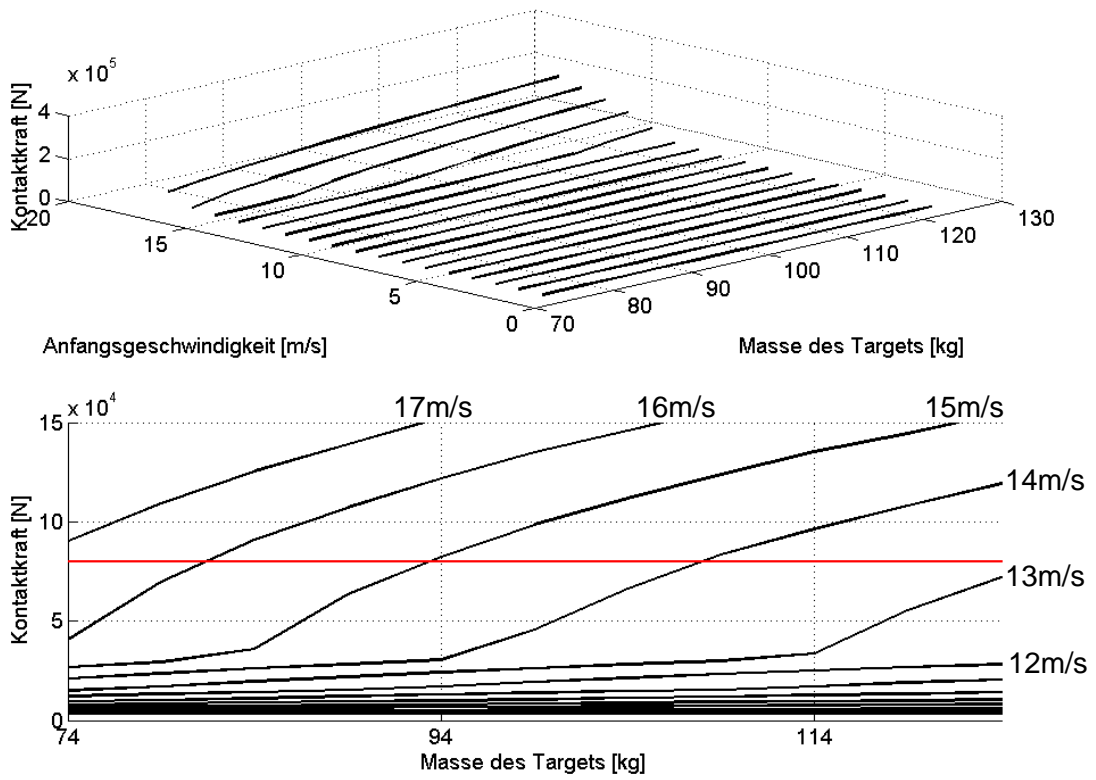 x 10^5
Kontaktkraft [N]
4
2
0
20
15
10
5
0
70
80
90
100
110
120
130
Anfangsgeschwindigkeit [m/s]
Masse des Targets [kg]
x 10^4
17m/s
16m/s
15m/s
14m/s
13m/s
12m/s
Kontaktkraft [N]
15
10
5
0
74
94
114
Masse des Targets [kg]